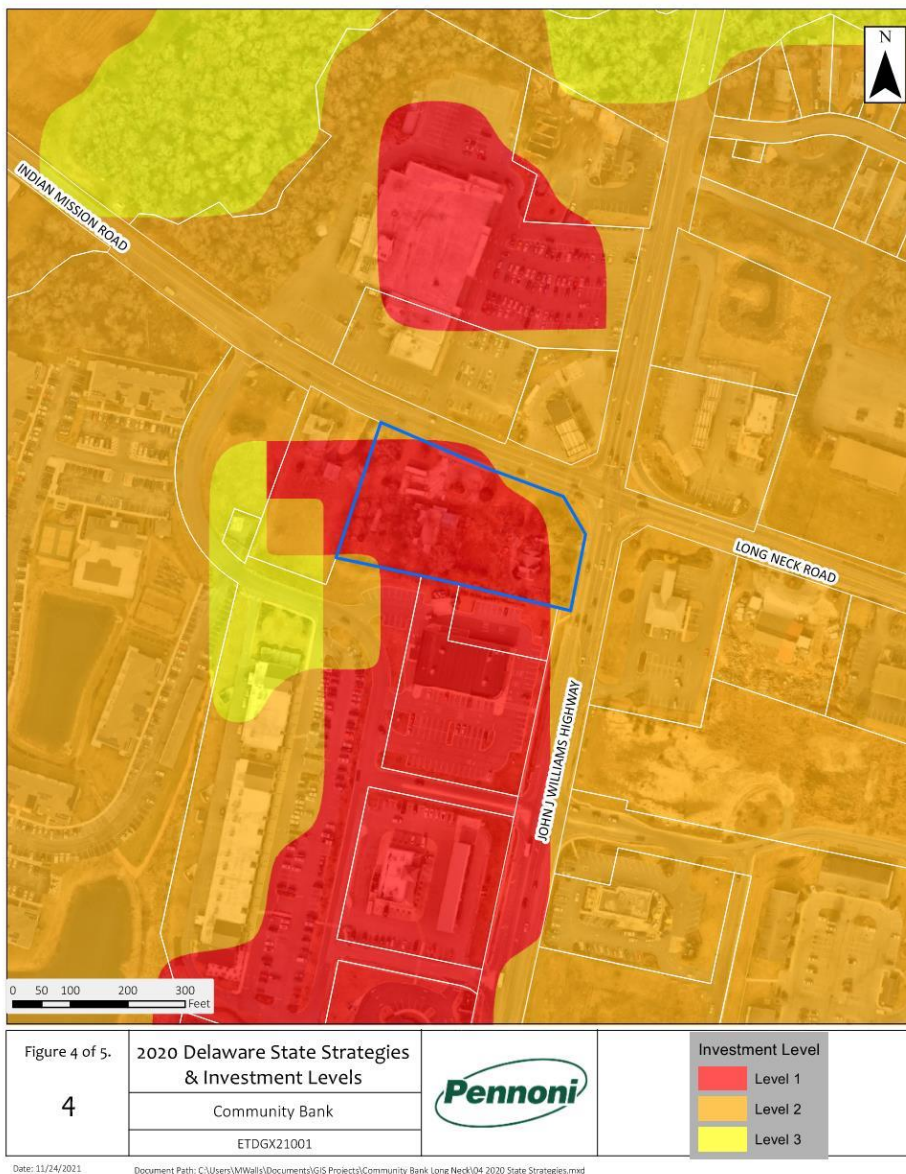 N
INDIAN MISSION ROAD
LONG NECK ROAD
JOHN J WILLIAMS HIGHWAY
0 50 100 200 300
Feet
Figure 4 of 5.
4
2020 Delaware State Strategies
& Investment Levels
Community Bank
ETDGX21001
Pennoni
Investment Level
Level 1
Level 2
Level 3
Date: 11/24/2021
Document Path: C:\Users\MWalls\Documents\GIS Projects\Community Bank Long Neck\04 2020 State Strategies.mxd